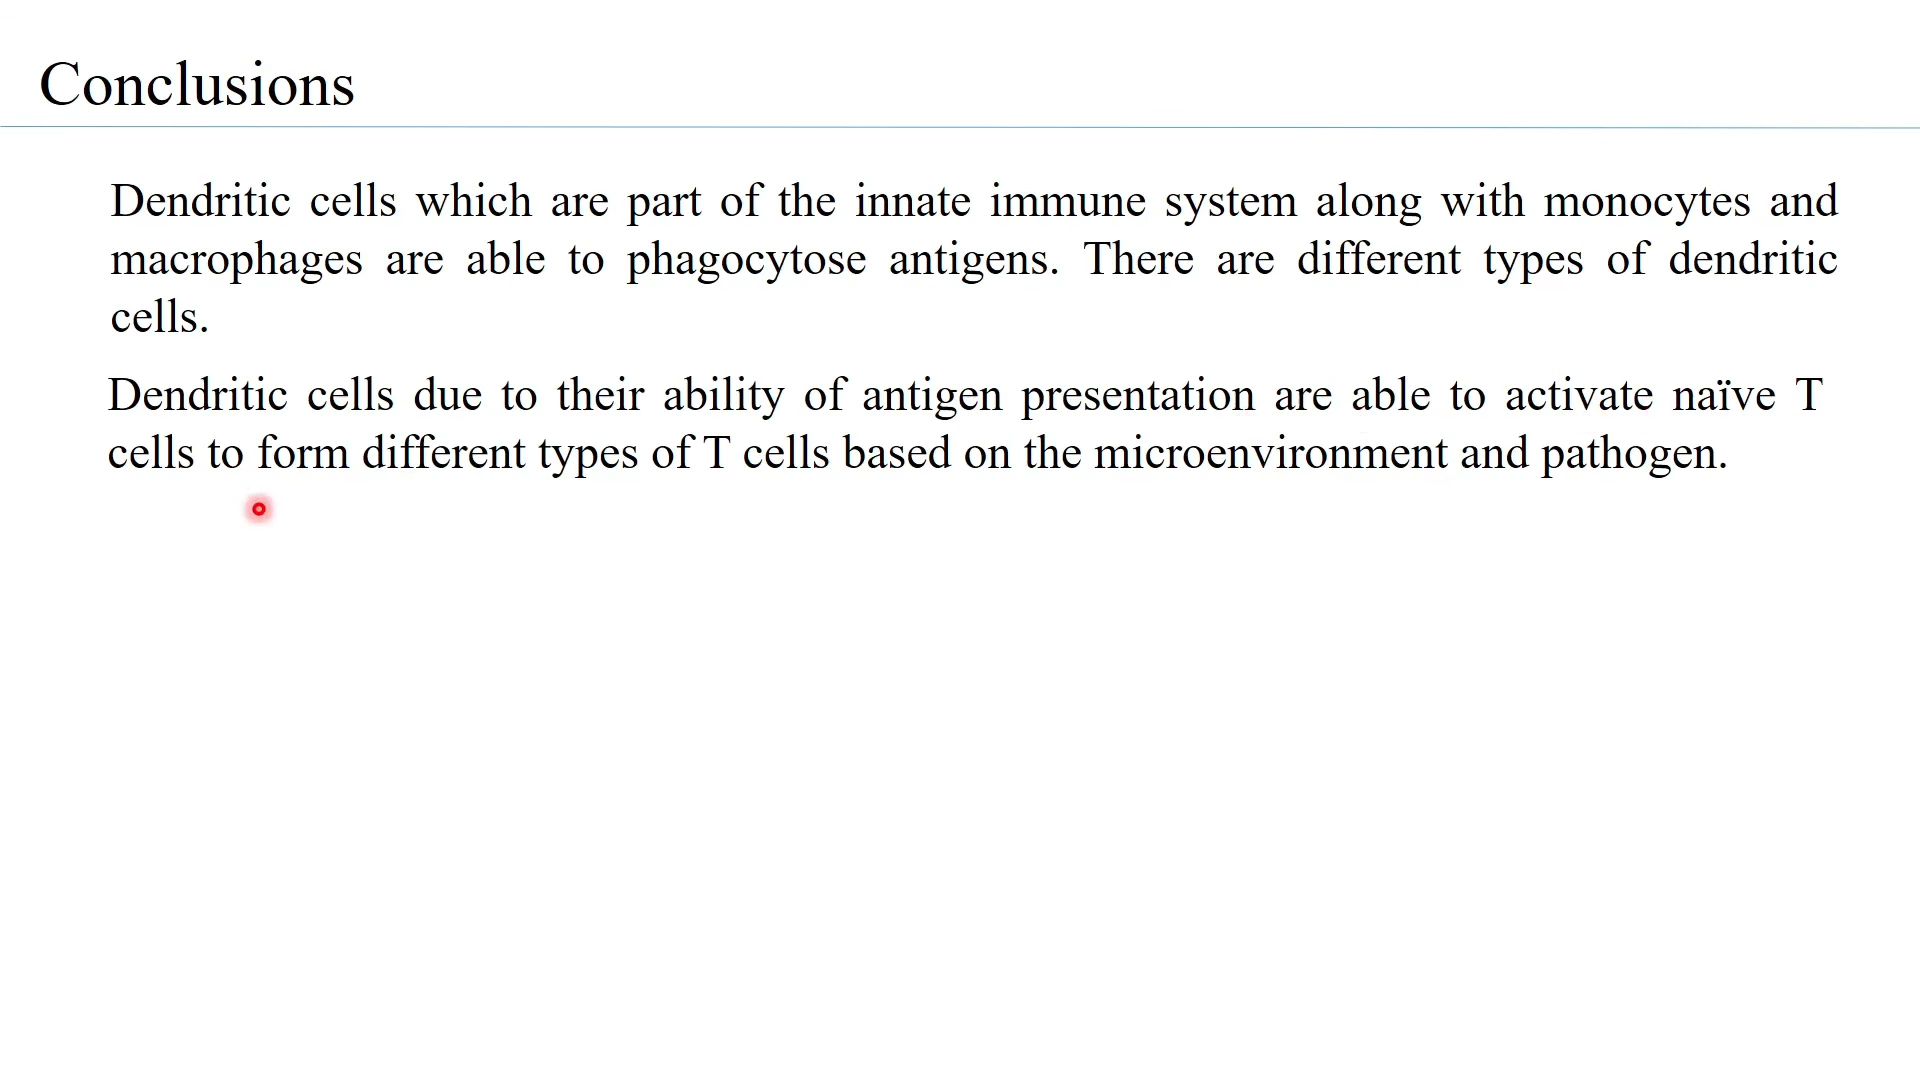 Conclusions
Dendritic cells which are part of the innate immune system along with monocytes and
macrophages are able to phagocytose antigens. There are different types of dendritic
cells.
Dendritic cells due to their ability of antigen presentation are able to activate naïve T
cells to form different types of T cells based on the microenvironment and pathogen.